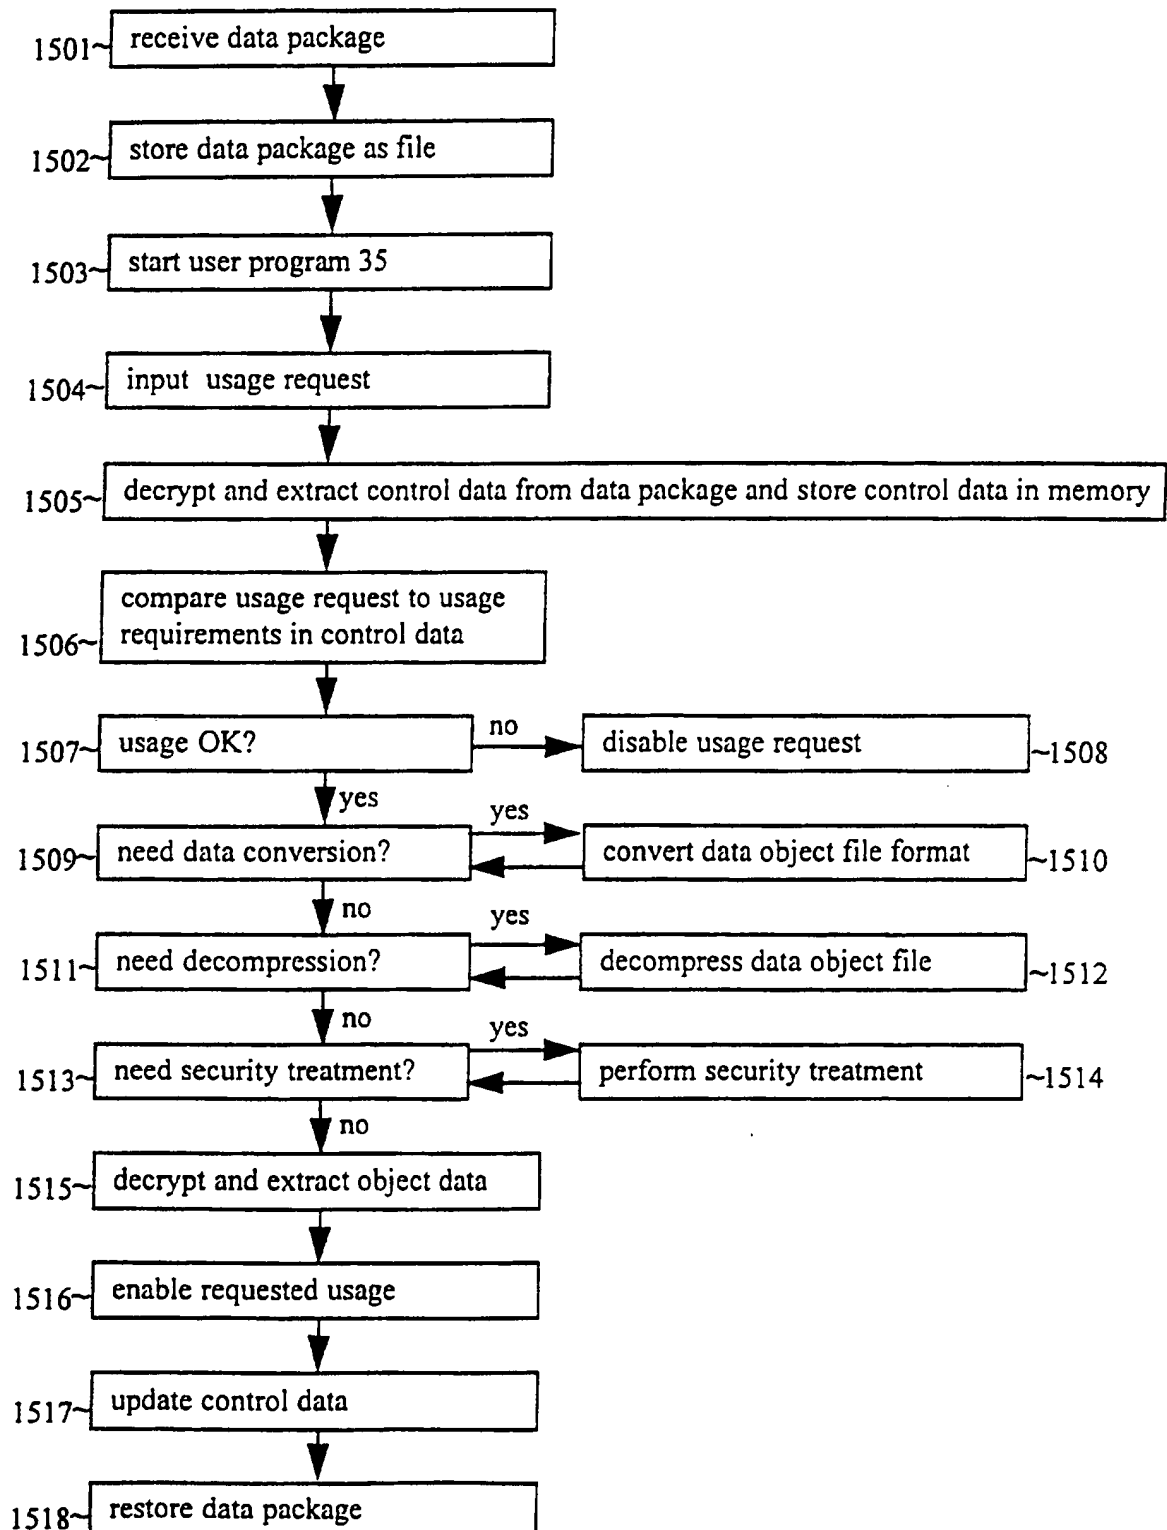 1501~ receive data package
1502~ store data package as file
1503~ start user program 35
1504~ input usage request
1505~ decrypt and extract control data from data package and store control data in memory
compare usage request to usage
1506~ requirements in control data
1507~ usage OK? no disable usage request ~1508
yes yes
1509~ need data conversion? convert data object file format ~1510
no yes
1511~ need decompression? decompress data object file ~1512
no yes
1513~ need security treatment? perform security treatment ~1514
no
1515~ decrypt and extract object data
1516~ enable requested usage
1517~ update control data
1518~ restore data package